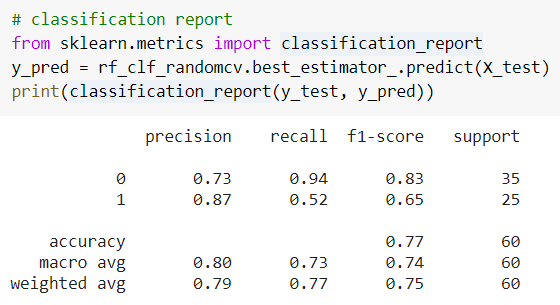 # classification report
from sklearn.metrics import classification_report
y_pred = rf_clf_randomcv.best_estimator_.predict(X_test)
print(classification_report(y_test, y_pred))
precision recall f1-score support
0 0.73 0.94 0.83 35
1 0.87 0.52 0.65 25
accuracy 0.77 60
macro avg 0.80 0.73 0.74 60
weighted avg 0.79 0.77 0.75 60